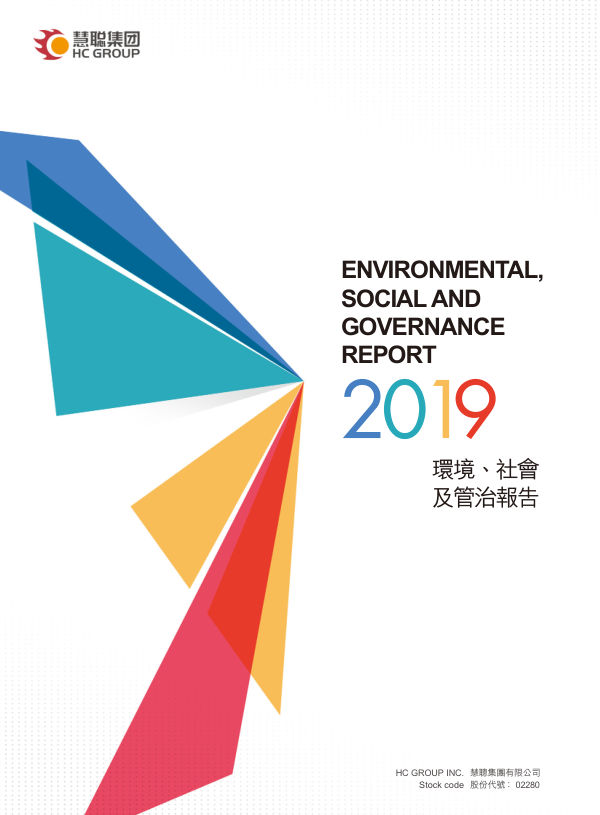 慧聪集团
HC GROUP
ENVIRONMENTAL,
SOCIAL AND
GOVERNANCE
REPORT
2019
環境、社會
及管治報告
HC GROUP INC. 慧聰集團有限公司
Stock code 股份代號： 02280